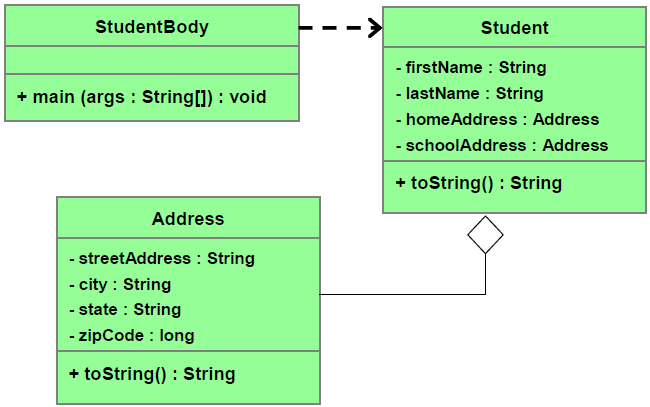 StudentBody
+ main (args : String[]) : void
Student
- firstName : String
- lastName : String
- homeAddress : Address
- schoolAddress : Address
+ toString() : String
Address
- streetAddress : String
- city : String
- state : String
- zipCode : long
+ toString() : String